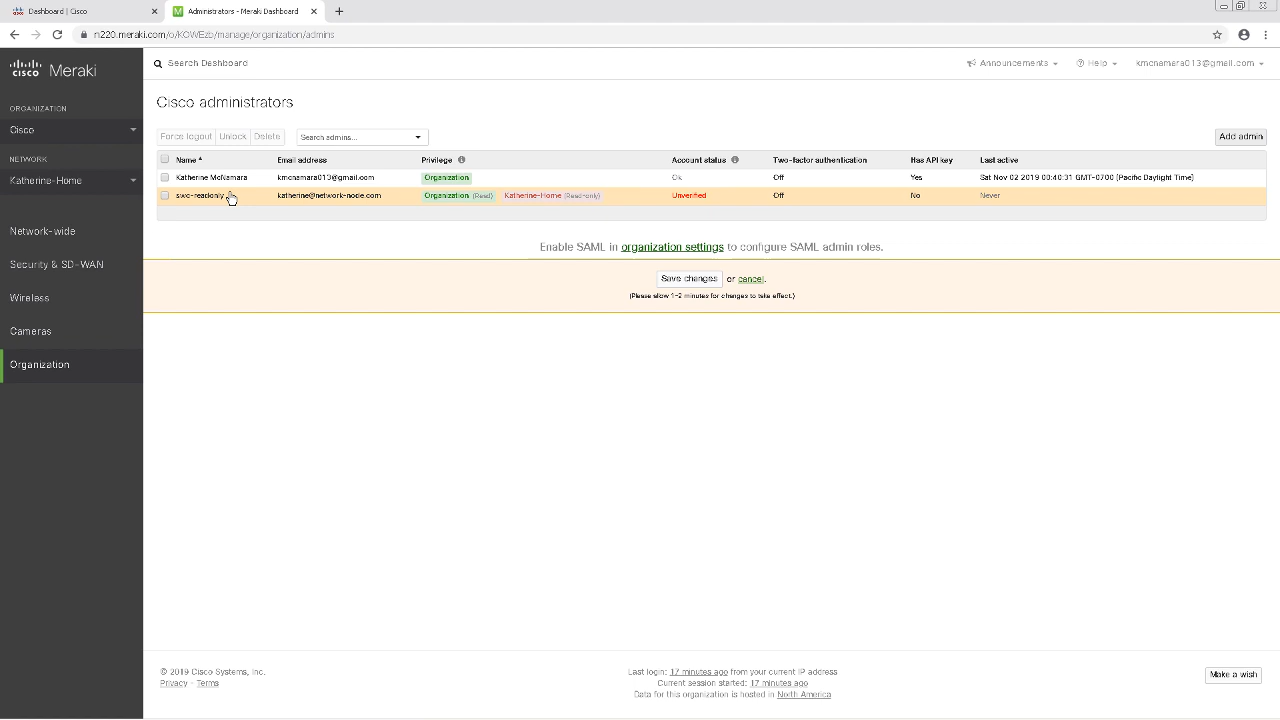 Dashboard | Cisco
Administrators - Meraki Dashboard
n220.meraki.com/o/KOWEzb/manage/organization/admins
cisco Meraki
Search Dashboard
Announcements
Help
kmcnamara013@gmail.com
ORGANIZATION
Cisco
NETWORK
Katherine-Home
Network-wide
Security & SD-WAN
Wireless
Cameras
Organization
Cisco administrators
Force logout Unlock Delete Search admins... Add admin
Name Email address Privilege Account status Two-factor authentication Has API key Last active
Katherine McNamara kmcnamara013@gmail.com Organization Ok Off Yes Sat Nov 02 2019 00:40:31 GMT-0700 (Pacific Daylight Time)
swc-readonly katherine@network-node.com Organization (Read) Katherine-Home (Read-only) Unverified Off No Never
Enable SAML in organization settings to configure SAML admin roles.
Save changes or cancel.
(Please allow 1-2 minutes for changes to take effect.)
© 2019 Cisco Systems, Inc.
Privacy - Terms
Last login: 17 minutes ago from your current IP address
Current session started: 17 minutes ago
Data for this organization is hosted in North America
Make a wish